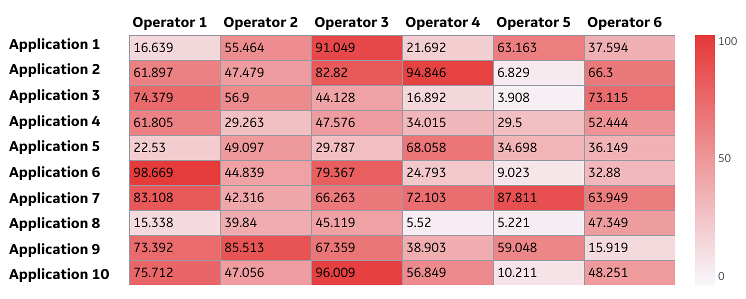 Operator 1 Operator 2 Operator 3 Operator 4 Operator 5 Operator 6
Application 1 16.639 55.464 91.049 21.692 63.163 37.594
Application 2 61.897 47.479 82.82 94.846 6.829 66.3
Application 3 74.379 56.9 44.128 16.892 3.908 73.115
Application 4 61.805 29.263 47.576 34.015 29.5 52.444
Application 5 22.53 49.097 29.787 68.058 34.698 36.149
Application 6 98.669 44.839 79.367 24.793 9.023 32.88
Application 7 83.108 42.316 66.263 72.103 87.811 63.949
Application 8 15.338 39.84 45.119 5.52 5.221 47.349
Application 9 73.392 85.513 67.359 38.903 59.048 15.919
Application 10 75.712 47.056 96.009 56.849 10.211 48.251
100
50
0